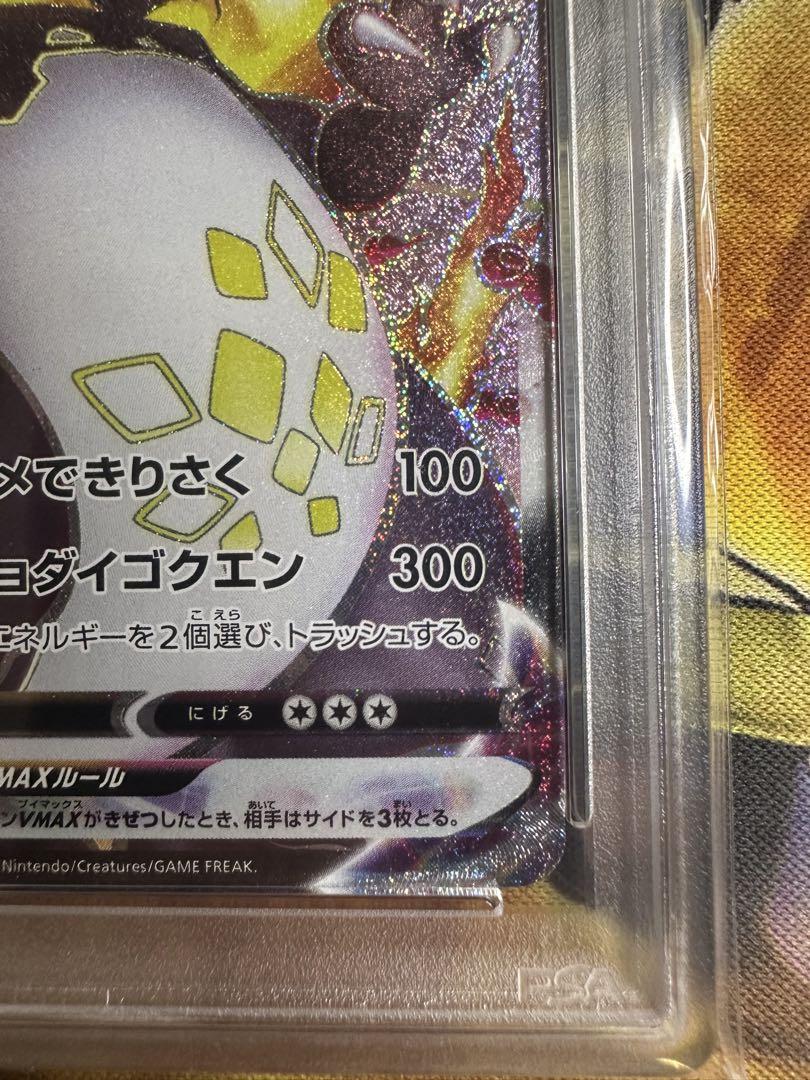 メできりさく 100
ョダイゴクエン 300
エネルギーを2個選び、トラッシュする。
こ えら
にげる
MAXルール
ブイマックス あいて まい
ンVMAXがきぜつしたとき、相手はサイドを3枚とる。
Nintendo/Creatures/GAME FREAK.
PSA